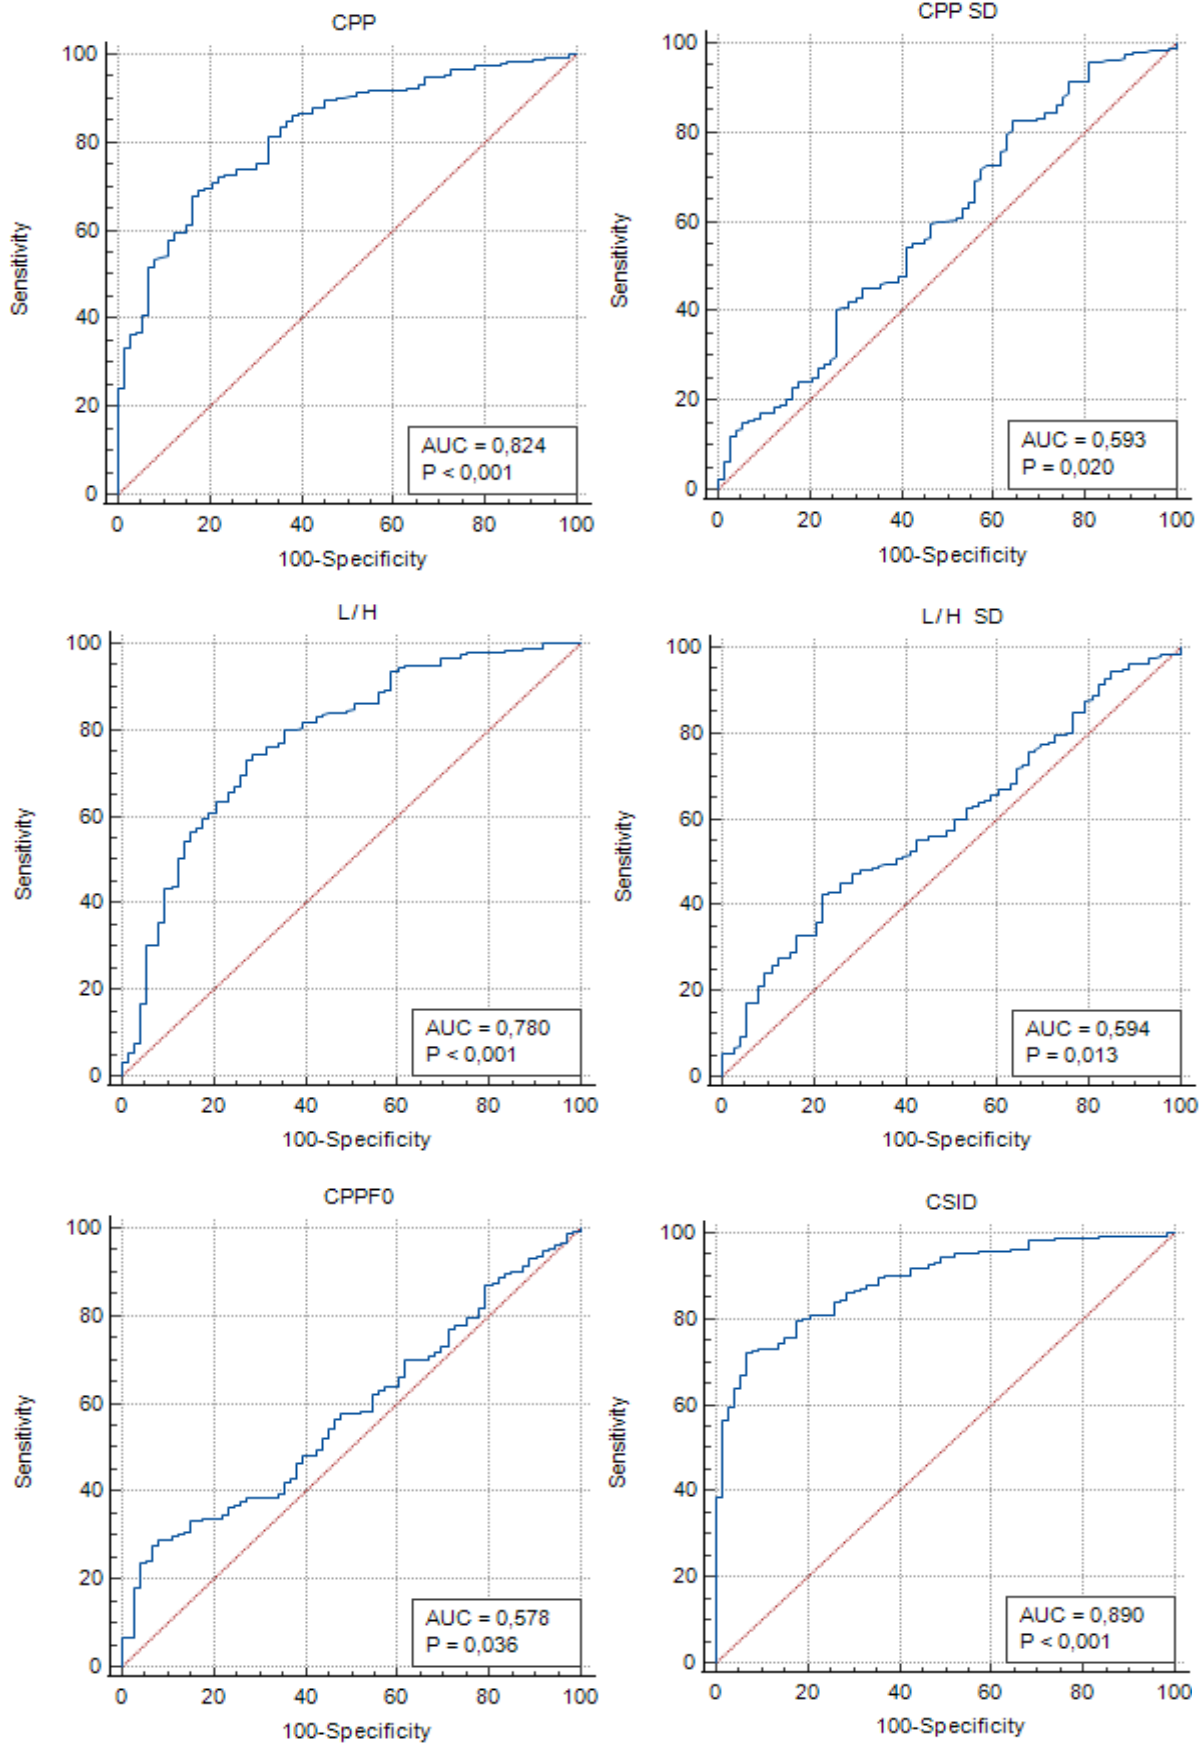 CPP
100
80
60
40
20
0
Sensitivity
AUC = 0,824
P < 0,001
0 20 40 60 80 100
100-Specificity
CPP SD
100
80
60
40
20
0
Sensitivity
AUC = 0,593
P = 0,020
0 20 40 60 80 100
100-Specificity
L/H
100
80
60
40
20
0
Sensitivity
AUC = 0,780
P < 0,001
0 20 40 60 80 100
100-Specificity
L/H SD
100
80
60
40
20
0
Sensitivity
AUC = 0,594
P = 0,013
0 20 40 60 80 100
100-Specificity
CPPF0
100
80
60
40
20
0
Sensitivity
AUC = 0,578
P = 0,036
0 20 40 60 80 100
100-Specificity
CSID
100
80
60
40
20
0
Sensitivity
AUC = 0,890
P < 0,001
0 20 40 60 80 100
100-Specificity